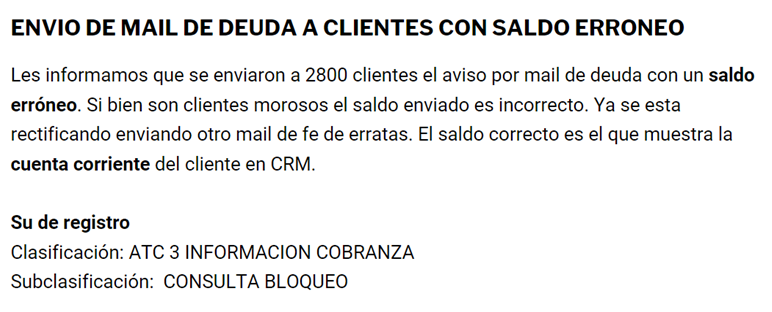 ENVIO DE MAIL DE DEUDA A CLIENTES CON SALDO ERRONEO
Les informamos que se enviaron a 2800 clientes el aviso por mail de deuda con un saldo
erróneo. Si bien son clientes morosos el saldo enviado es incorrecto. Ya se esta
rectificando enviando otro mail de fe de erratas. El saldo correcto es el que muestra la
cuenta corriente del cliente en CRM.
Su de registro
Clasificación: ATC 3 INFORMACION COBRANZA
Subclasificación: CONSULTA BLOQUEO